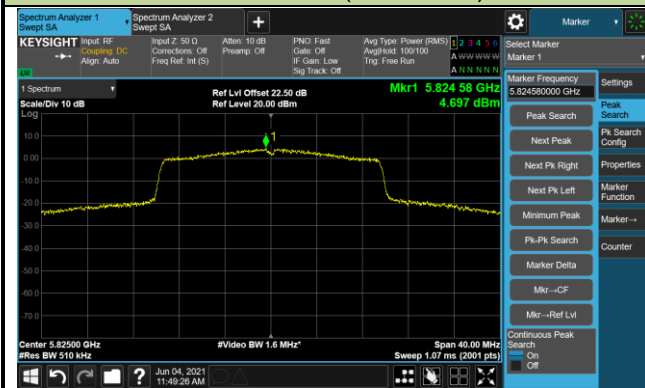 Spectrum Analyzer 1
Swept SA
Spectrum Analyzer 2
Swept SA
+
Marker
KEYSIGHT
Input: RF
Coupling: DC
Align: Auto
Input Z: 50 Ω
Corrections: Off
Freq Ref: Int (S)
Atten: 10 dB
Preamp: Off
PNO: Fast
Gate: Off
IF Gain: Low
Sig Track: Off
Avg Type: Power (RMS)
Avg|Hold: 100/100
Trig: Free Run
1 2 3 4 5 6
A W W W W W
A N N N N N
LW
Select Marker
Marker 1
1 Spectrum
Scale/Div 10 dB
Log
Ref Lvl Offset 22.50 dB
Ref Level 20.00 dBm
Mkr1 5.824 58 GHz
4.697 dBm
Marker Frequency
5.824580000 GHz
Settings
Peak Search
Peak Search
Next Peak
Pk Search Config
Next Pk Right
Properties
Next Pk Left
Marker Function
Minimum Peak
Marker→
Pk-Pk Search
Counter
Marker Delta
Mkr→CF
Mkr→Ref Lvl
Continuous Peak Search
On
Off
1
10.0
0.00
-10.0
-20.0
-30.0
-40.0
-50.0
-60.0
-70.0
Center 5.82500 GHz
#Res BW 510 kHz
#Video BW 1.6 MHz*
Span 40.00 MHz
Sweep 1.07 ms (2001 pts)
?
Jun 04, 2021
11:49:26 AM